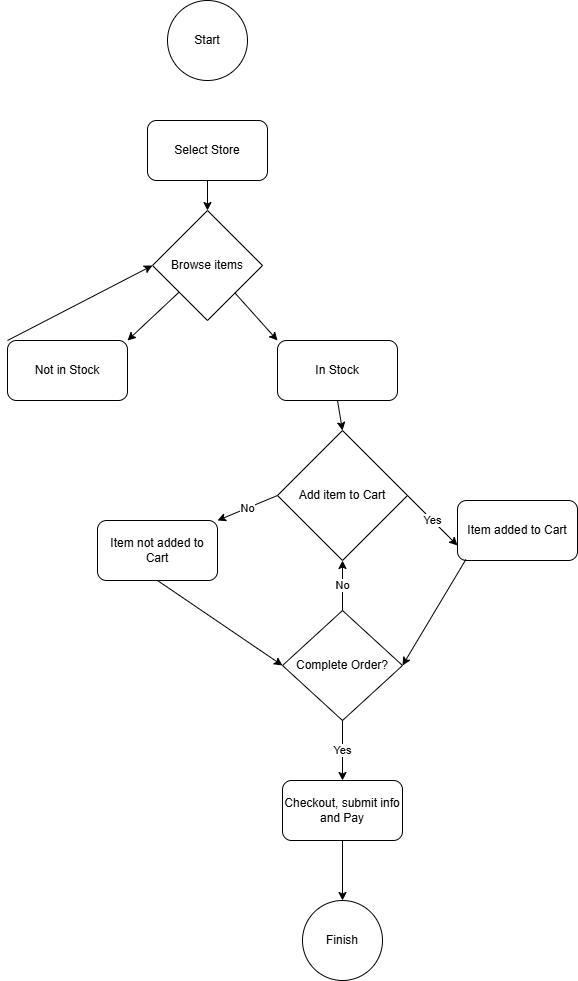 Start
Select Store
Browse items
Not in Stock
In Stock
Add item to Cart
No
Yes
Item not added to
Cart
Item added to Cart
No
Complete Order?
Yes
Checkout, submit info
and Pay
Finish